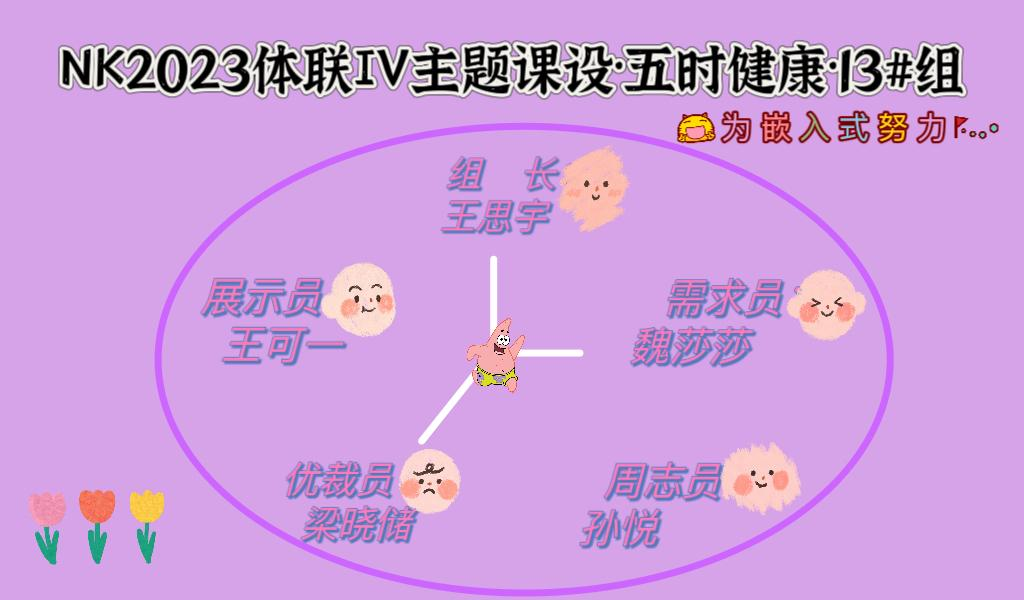 NK2023体联IV主题课设·五时健康·13#组
为嵌入式努力
组 长
王思宇
展示员
王可一
需求员
魏莎莎
优裁员
梁晓储
周志员
孙悦